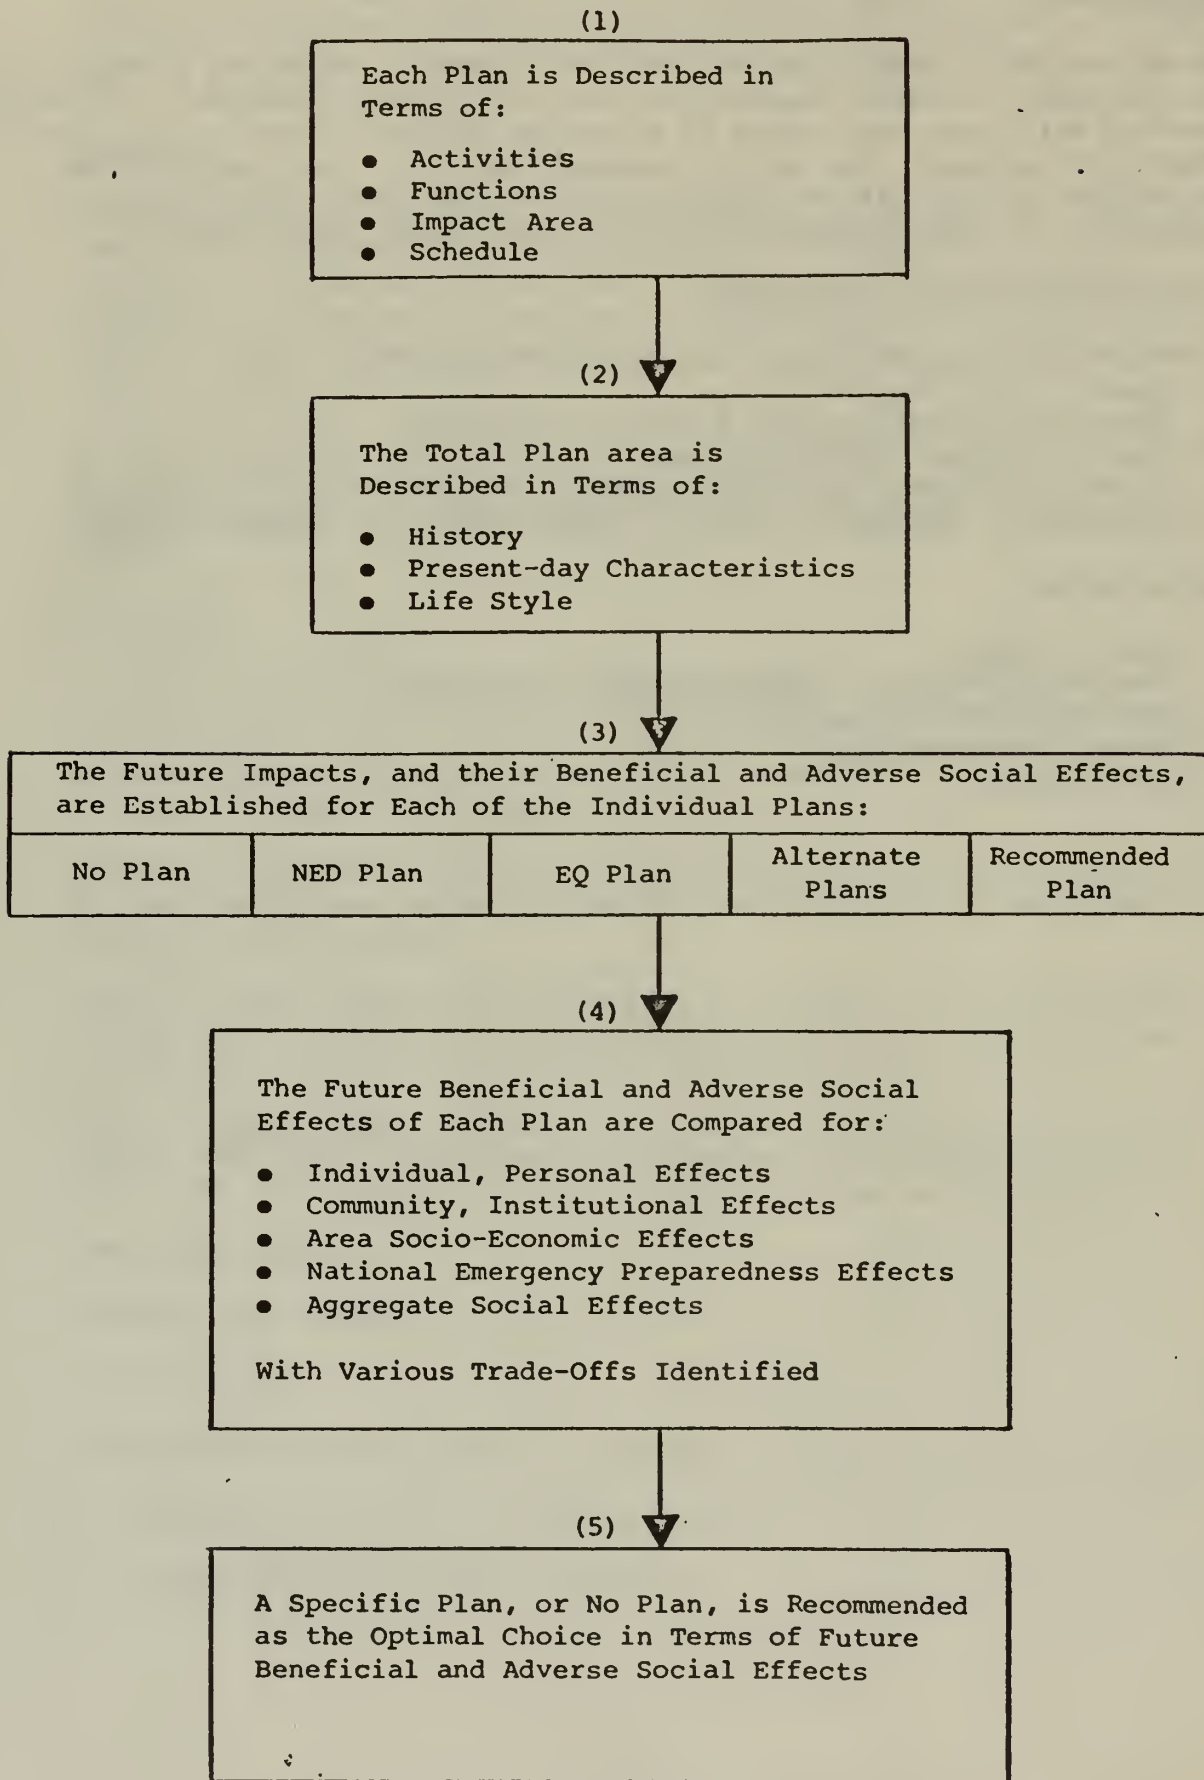 (1)
Each Plan is Described in
Terms of:
● Activities
● Functions
● Impact Area
● Schedule
(2)
The Total Plan area is
Described in Terms of:
● History
● Present-day Characteristics
● Life Style
(3)
The Future Impacts, and their Beneficial and Adverse Social Effects,
are Established for Each of the Individual Plans:
No Plan
NED Plan
EQ Plan
Alternate
Plans
Recommended
Plan
(4)
The Future Beneficial and Adverse Social
Effects of Each Plan are Compared for:
● Individual, Personal Effects
● Community, Institutional Effects
● Area Socio-Economic Effects
● National Emergency Preparedness Effects
● Aggregate Social Effects
With Various Trade-Offs Identified
(5)
A Specific Plan, or No Plan, is Recommended
as the Optimal Choice in Terms of Future
Beneficial and Adverse Social Effects